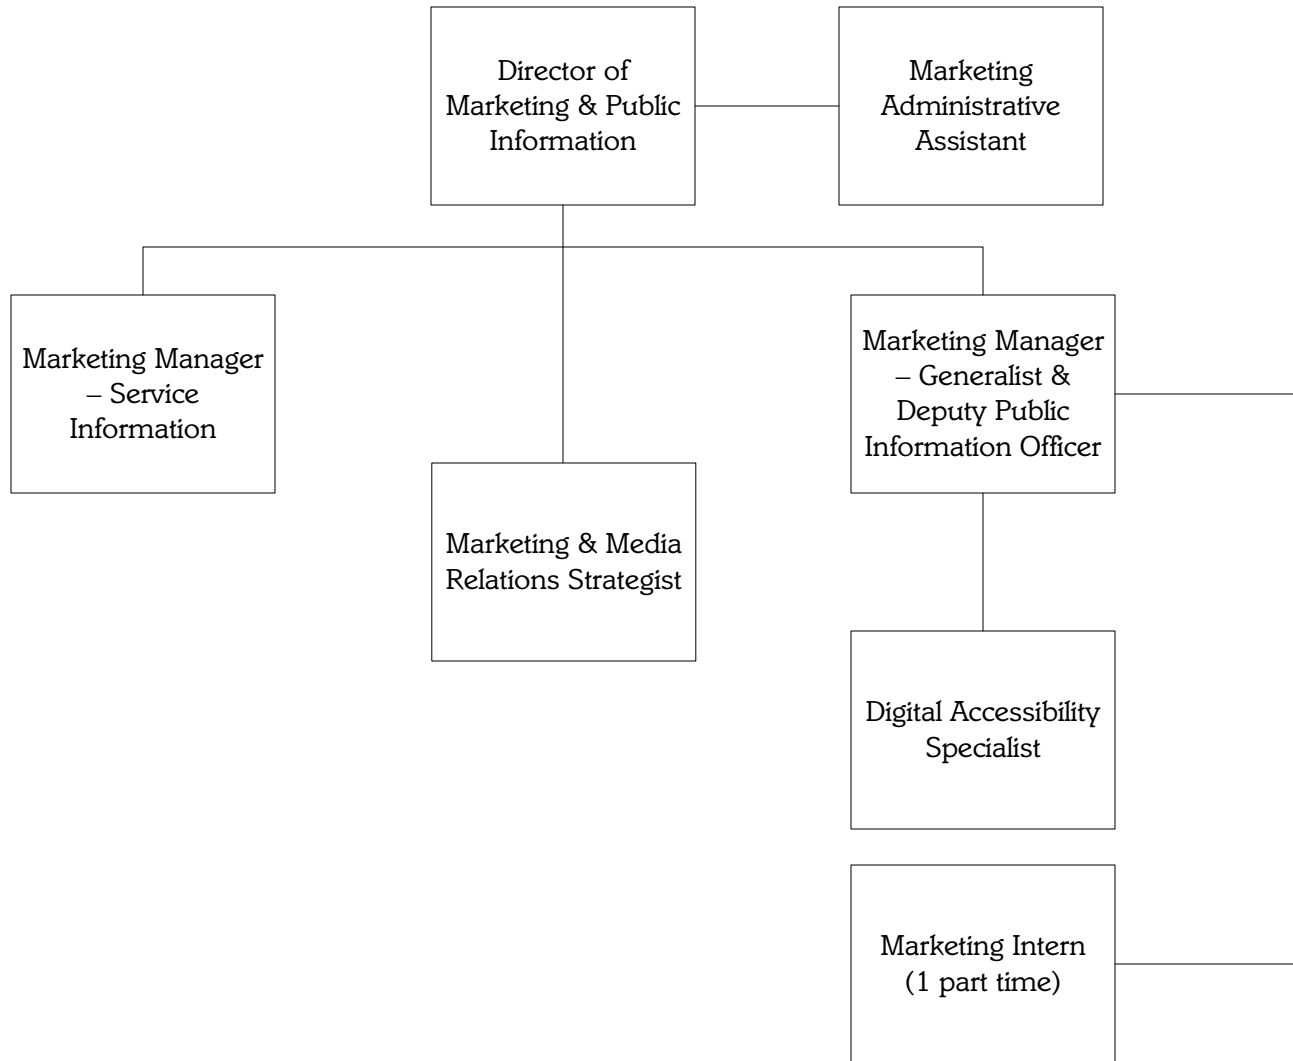 Director of
Marketing & Public
Information
Marketing
Administrative
Assistant
Marketing Manager
– Service
Information
Marketing Manager
– Generalist &
Deputy Public
Information Officer
Marketing & Media
Relations Strategist
Digital Accessibility
Specialist
Marketing Intern
(1 part time)